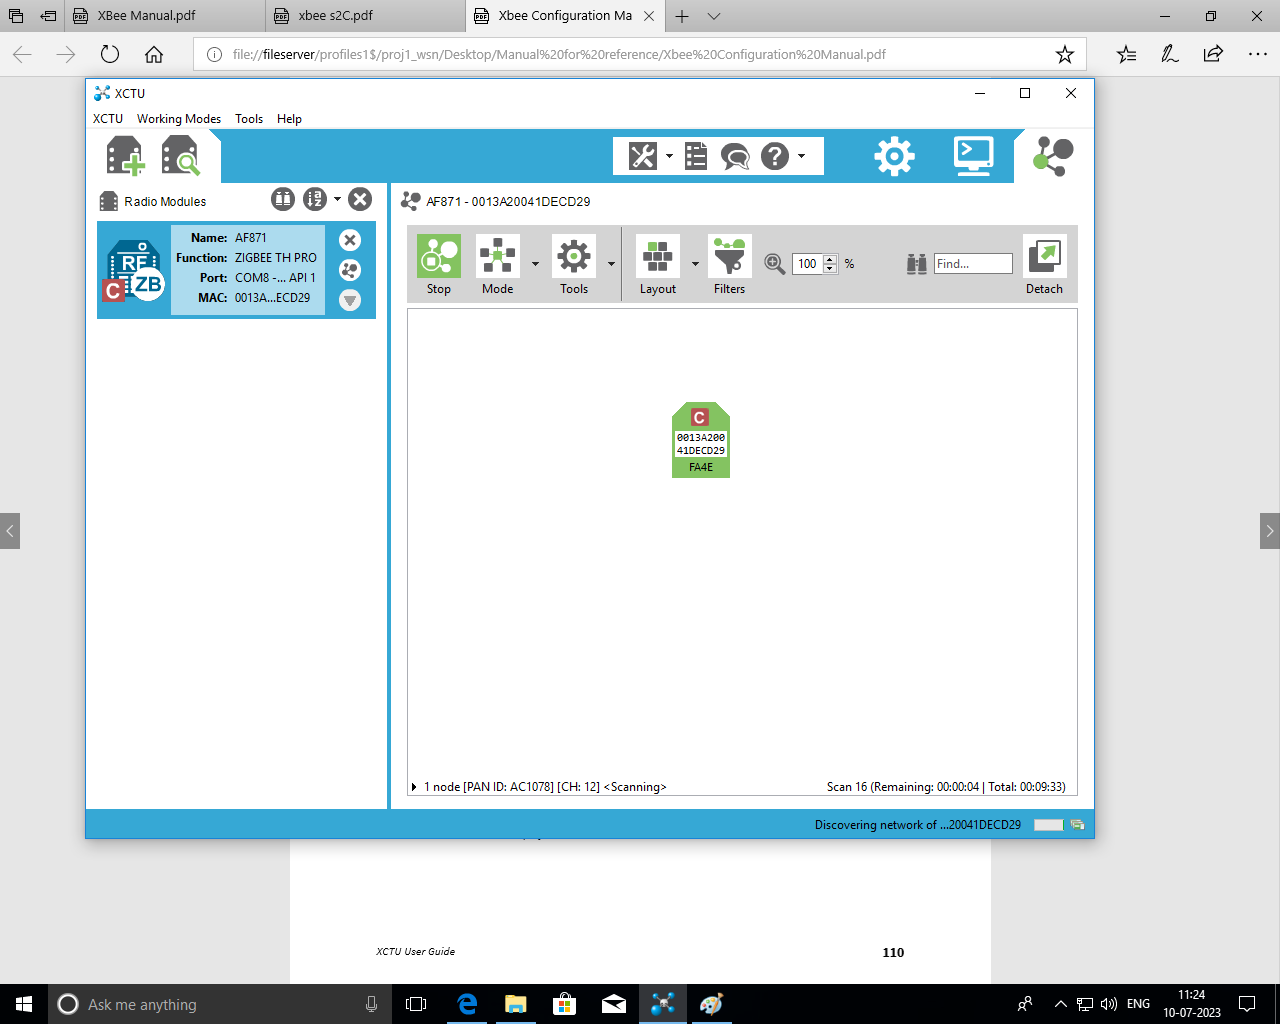 XBee Manual.pdf
xbee s2C.pdf
Xbee Configuration Ma
file://fileserver/profiles1$/proj1_wsn/Desktop/Manual%20for%20reference/Xbee%20Configuration%20Manual.pdf
XCTU
XCTU Working Modes Tools Help
Radio Modules
AF871 - 0013A20041DECD29
Name: AF871
Function: ZIGBEE TH PRO
Port: COM8 -... API 1
MAC: 0013A...ECD29
RF
ZB
C
100 %
Find...
Stop
Mode
Tools
Layout
Filters
Detach
C
0013A200
41DECD29
FA4E
1 node [PAN ID: AC1078] [CH: 12] <Scanning>
Scan 16 (Remaining: 00:00:04 | Total: 00:09:33)
Discovering network of ...20041DECD29
XCTU User Guide
110
Ask me anything
ENG
11:24
10-07-2023